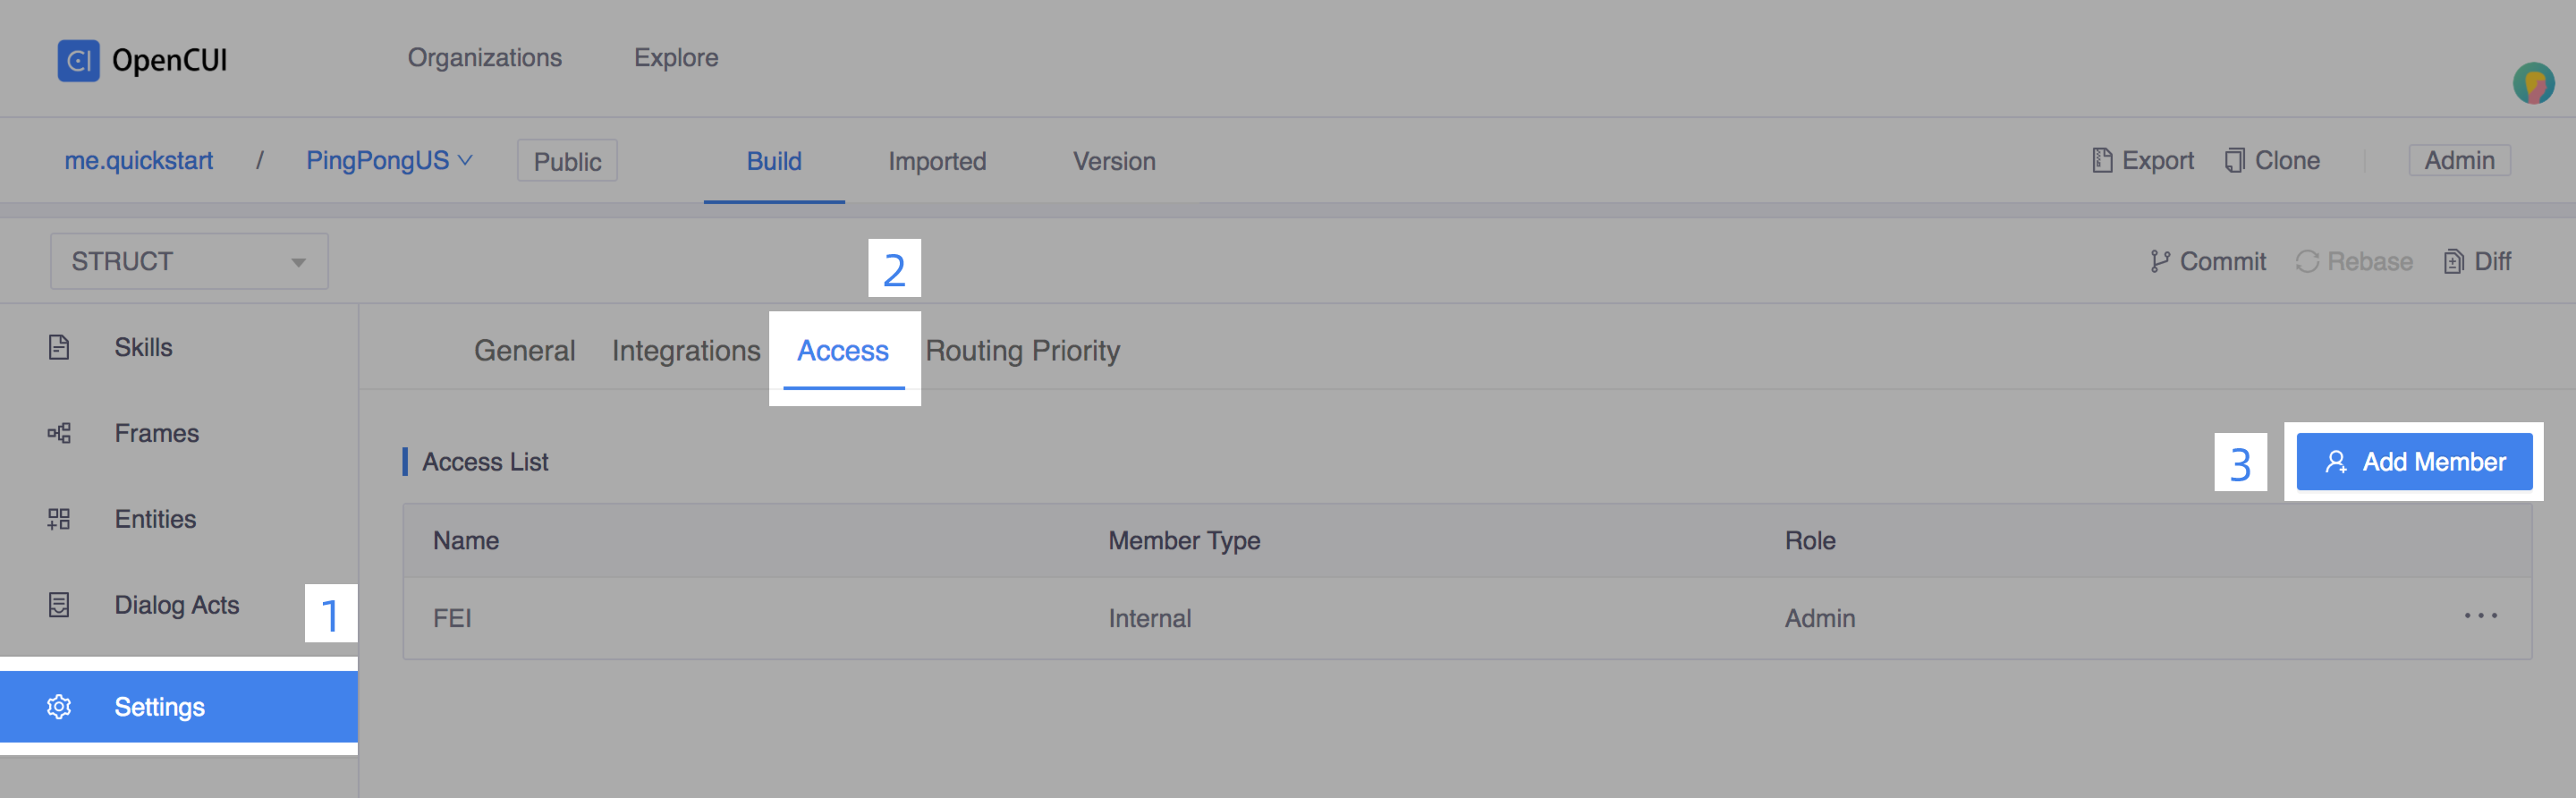 CI OpenCUI Organizations Explore
me.quickstart / PingPongUS Public Build Imported Version Export Clone Admin
STRUCT 2 Commit Rebase Diff
Skills General Integrations Access Routing Priority
Frames
Access List 3 Add Member
Entities Name Member Type Role
Dialog Acts 1 FEI Internal Admin ...
Settings